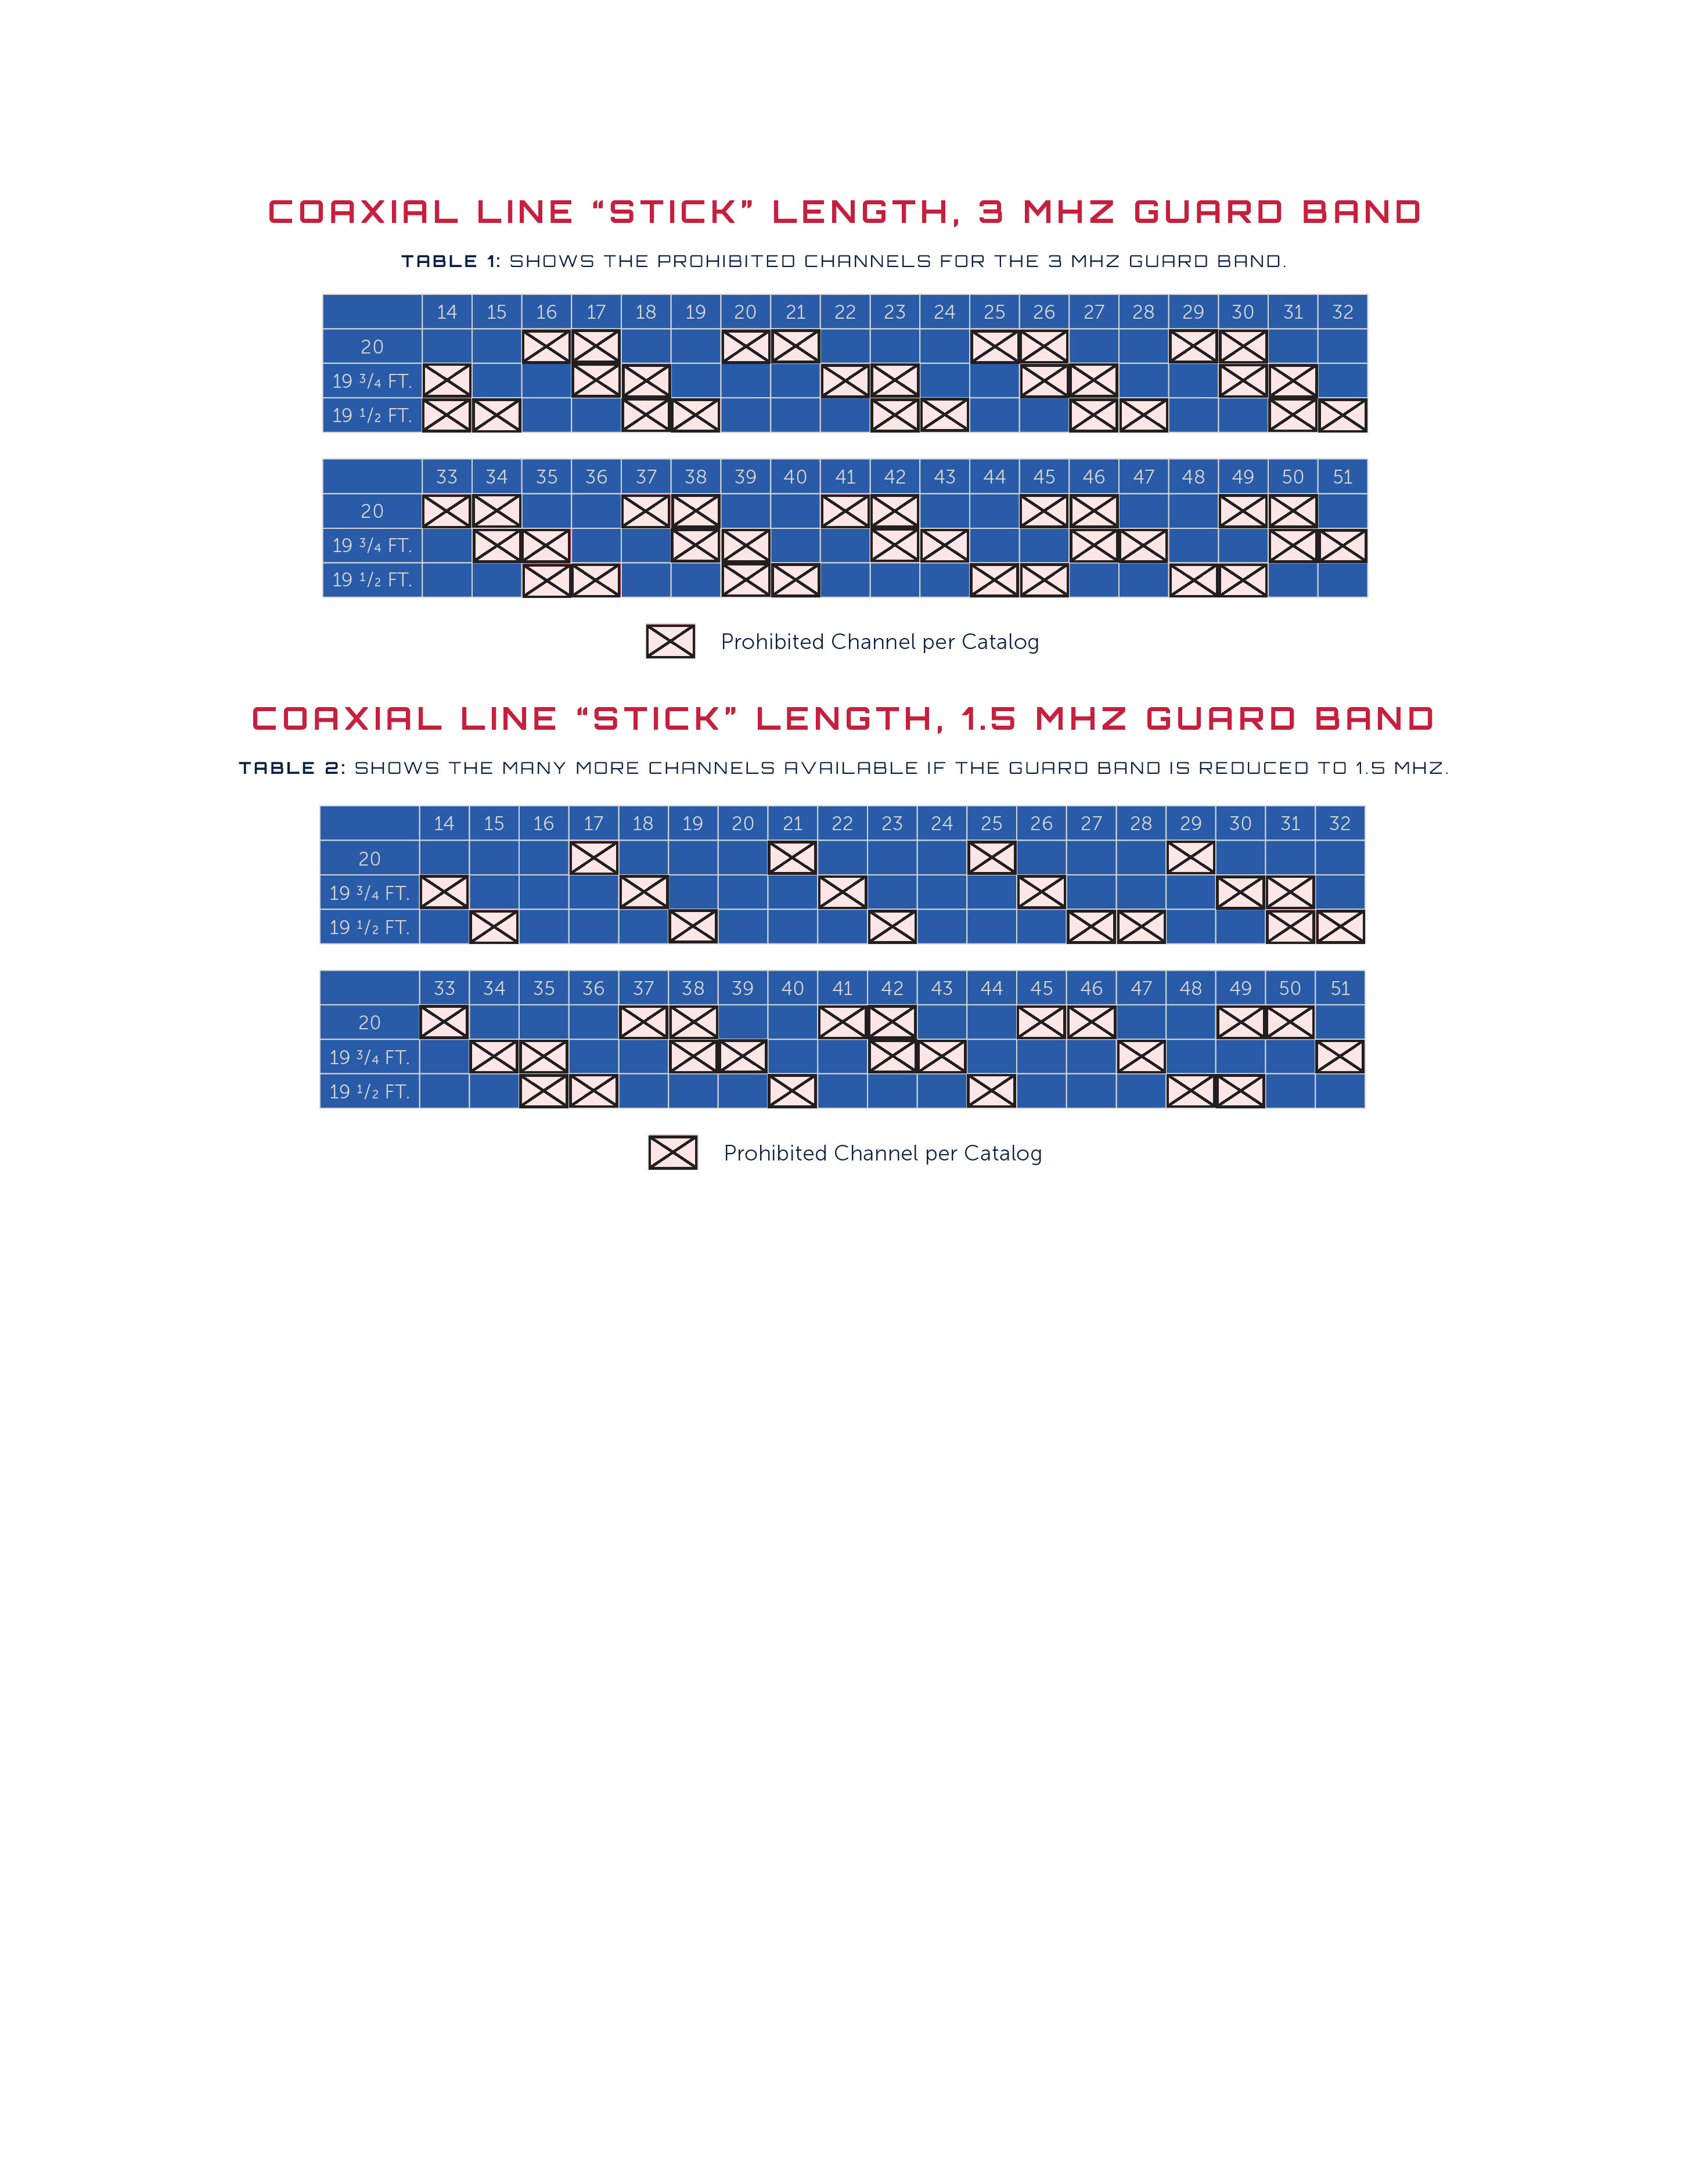 COAXIAL LINE “STICK” LENGTH, 3 MHZ GUARD BAND
TABLE 1: SHOWS THE PROHIBITED CHANNELS FOR THE 3 MHZ GUARD BAND.
14 15 16 17 18 19 20 21 22 23 24 25 26 27 28 29 30 31 32
20
19 3/4 FT.
19 1/2 FT.
33 34 35 36 37 38 39 40 41 42 43 44 45 46 47 48 49 50 51
20
19 3/4 FT.
19 1/2 FT.
Prohibited Channel per Catalog
COAXIAL LINE “STICK” LENGTH, 1.5 MHZ GUARD BAND
TABLE 2: SHOWS THE MANY MORE CHANNELS AVAILABLE IF THE GUARD BAND IS REDUCED TO 1.5 MHZ.
14 15 16 17 18 19 20 21 22 23 24 25 26 27 28 29 30 31 32
20
19 3/4 FT.
19 1/2 FT.
33 34 35 36 37 38 39 40 41 42 43 44 45 46 47 48 49 50 51
20
19 3/4 FT.
19 1/2 FT.
Prohibited Channel per Catalog